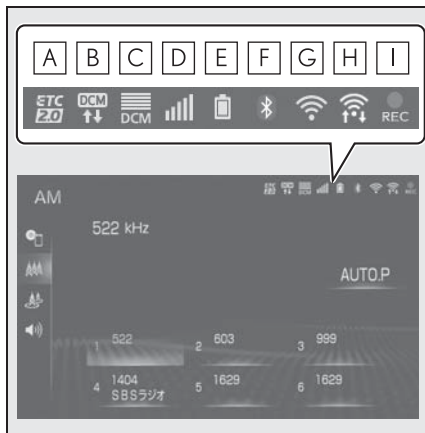 A B C D E F G H I
ETC 2.0 DCM DCM REC
AM
522 kHz
AUTO.P
1 522 2 603 3 999
4 1404 SBSラジオ 5 1629 6 1629